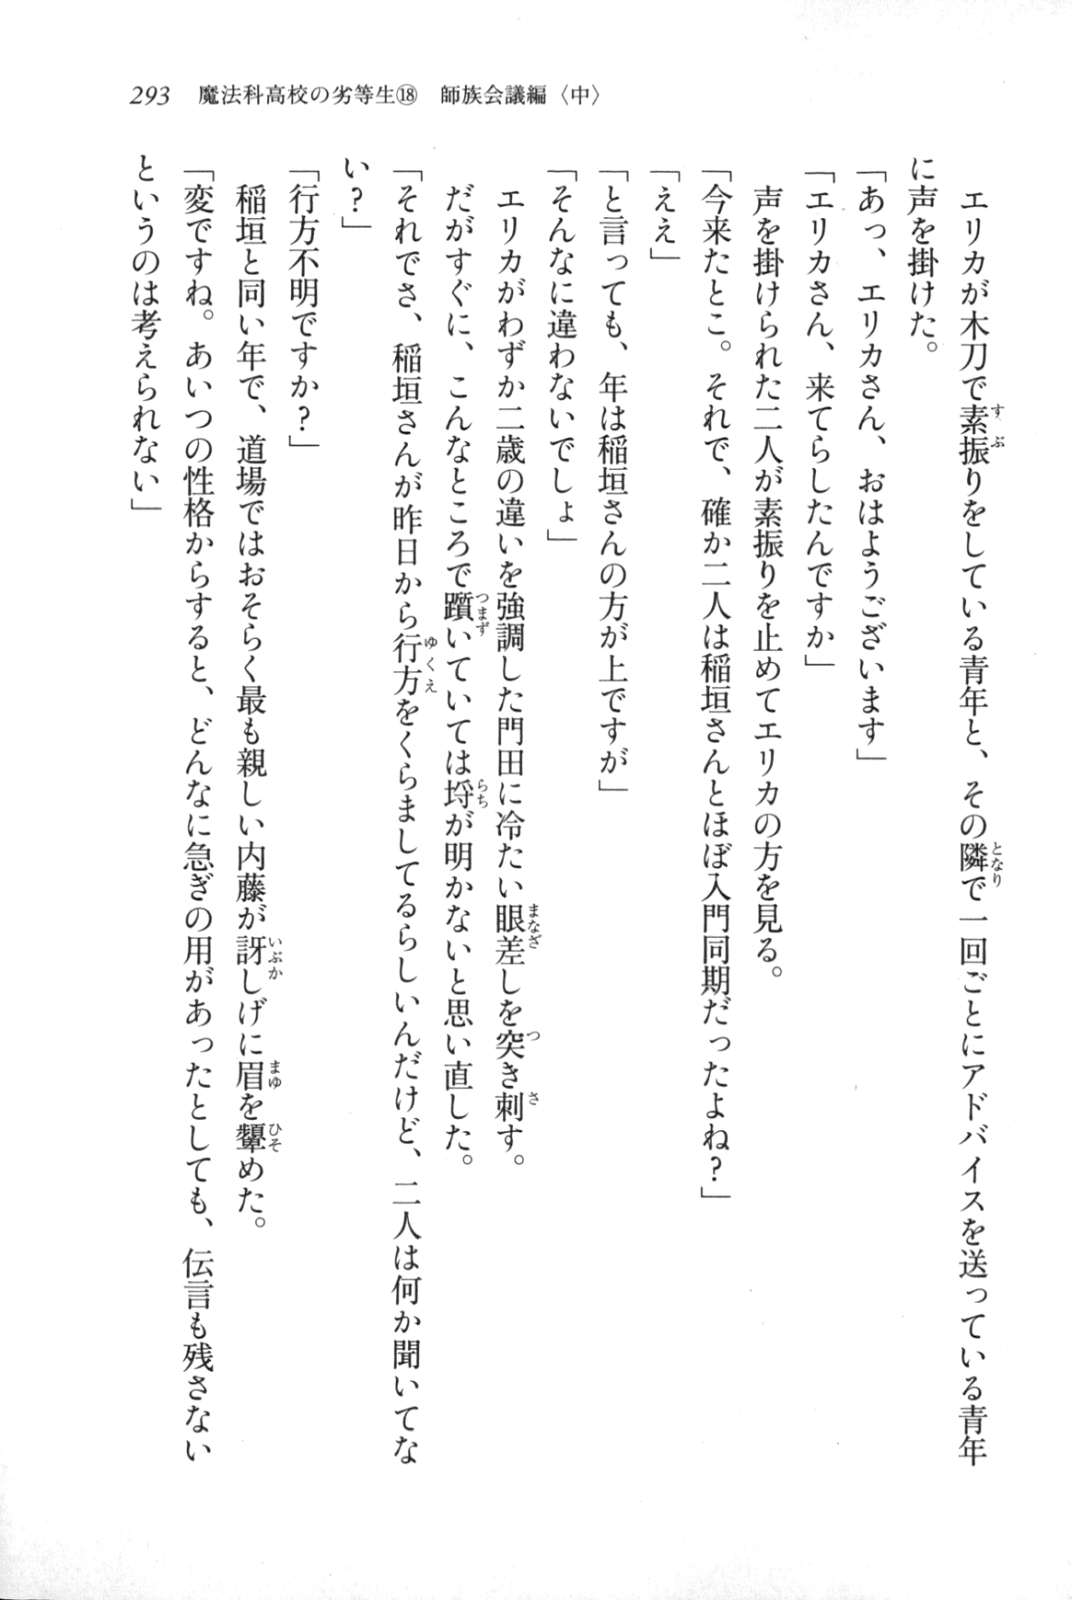 293　魔法科高校の劣等生⑱　師族会議編〈中〉
　エリカが木刀で素振りをしている青年と、その隣で一回ごとにアドバイスを送っている青年
に声を掛けた。
「あっ、エリカさん、おはようございます」
「エリカさん、来てらしたんですか」
　声を掛けられた二人が素振りを止めてエリカの方を見る。
「今来たとこ。それで、確か二人は稲垣さんとほぼ入門同期だったよね？」
「ええ」
「と言っても、年は稲垣さんの方が上ですが」
「そんなに違わないでしょ」
　エリカがわずか二歳の違いを強調した門田に冷たい眼差しを突き刺す。
　だがすぐに、こんなところで躓いていては埒が明かないと思い直した。
「それでさ、稲垣さんが昨日から行方をくらましてるらしいんだけど、二人は何か聞いてな
い？」
「行方不明ですか？」
　稲垣と同い年で、道場ではおそらく最も親しい内藤が訝しげに眉を顰めた。
「変ですね。あいつの性格からすると、どんなに急ぎの用があったとしても、伝言も残さない
というのは考えられない」